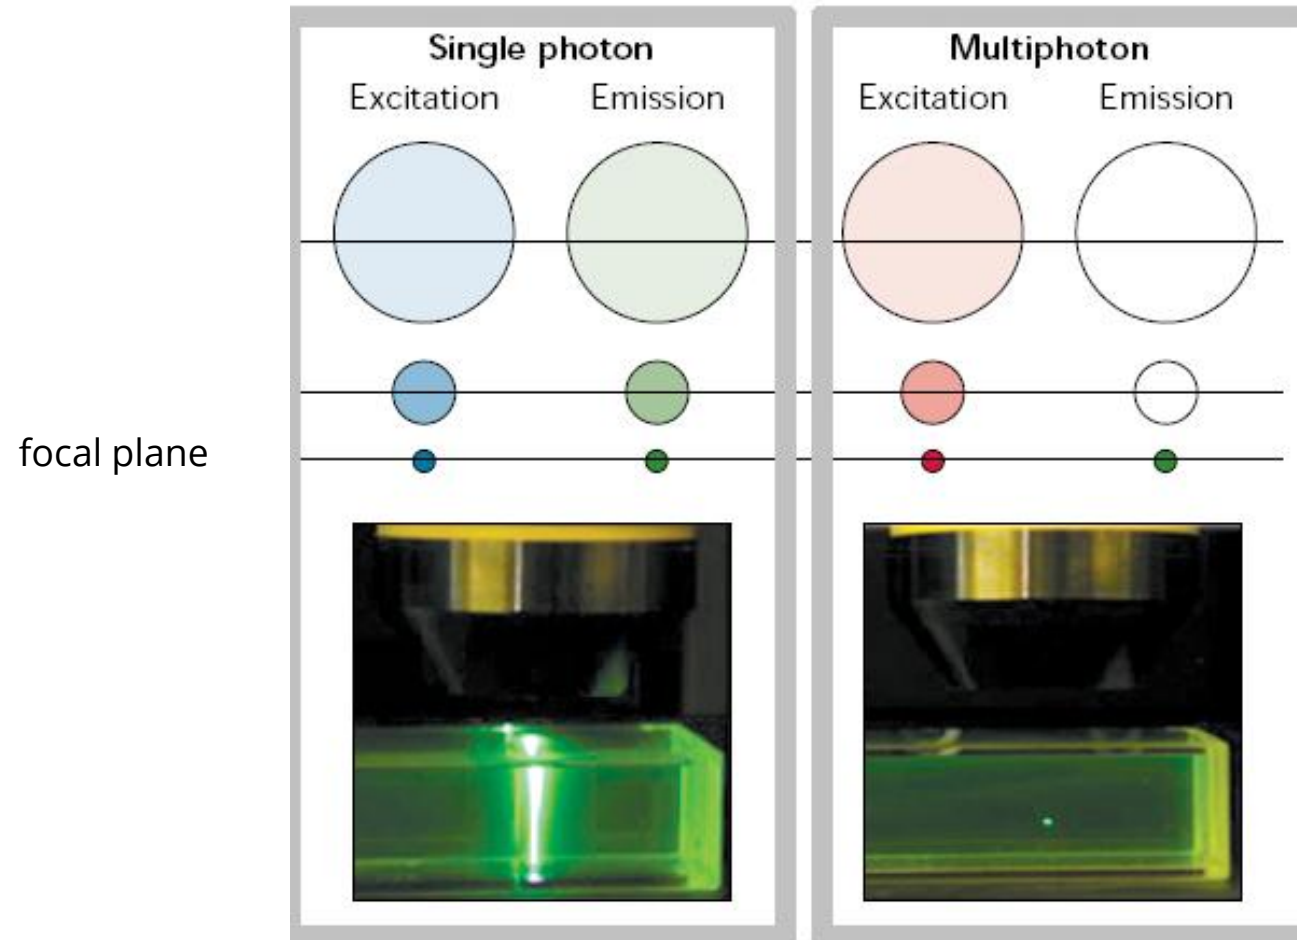 Single photon
Excitation Emission
Multiphoton
Excitation Emission
focal plane